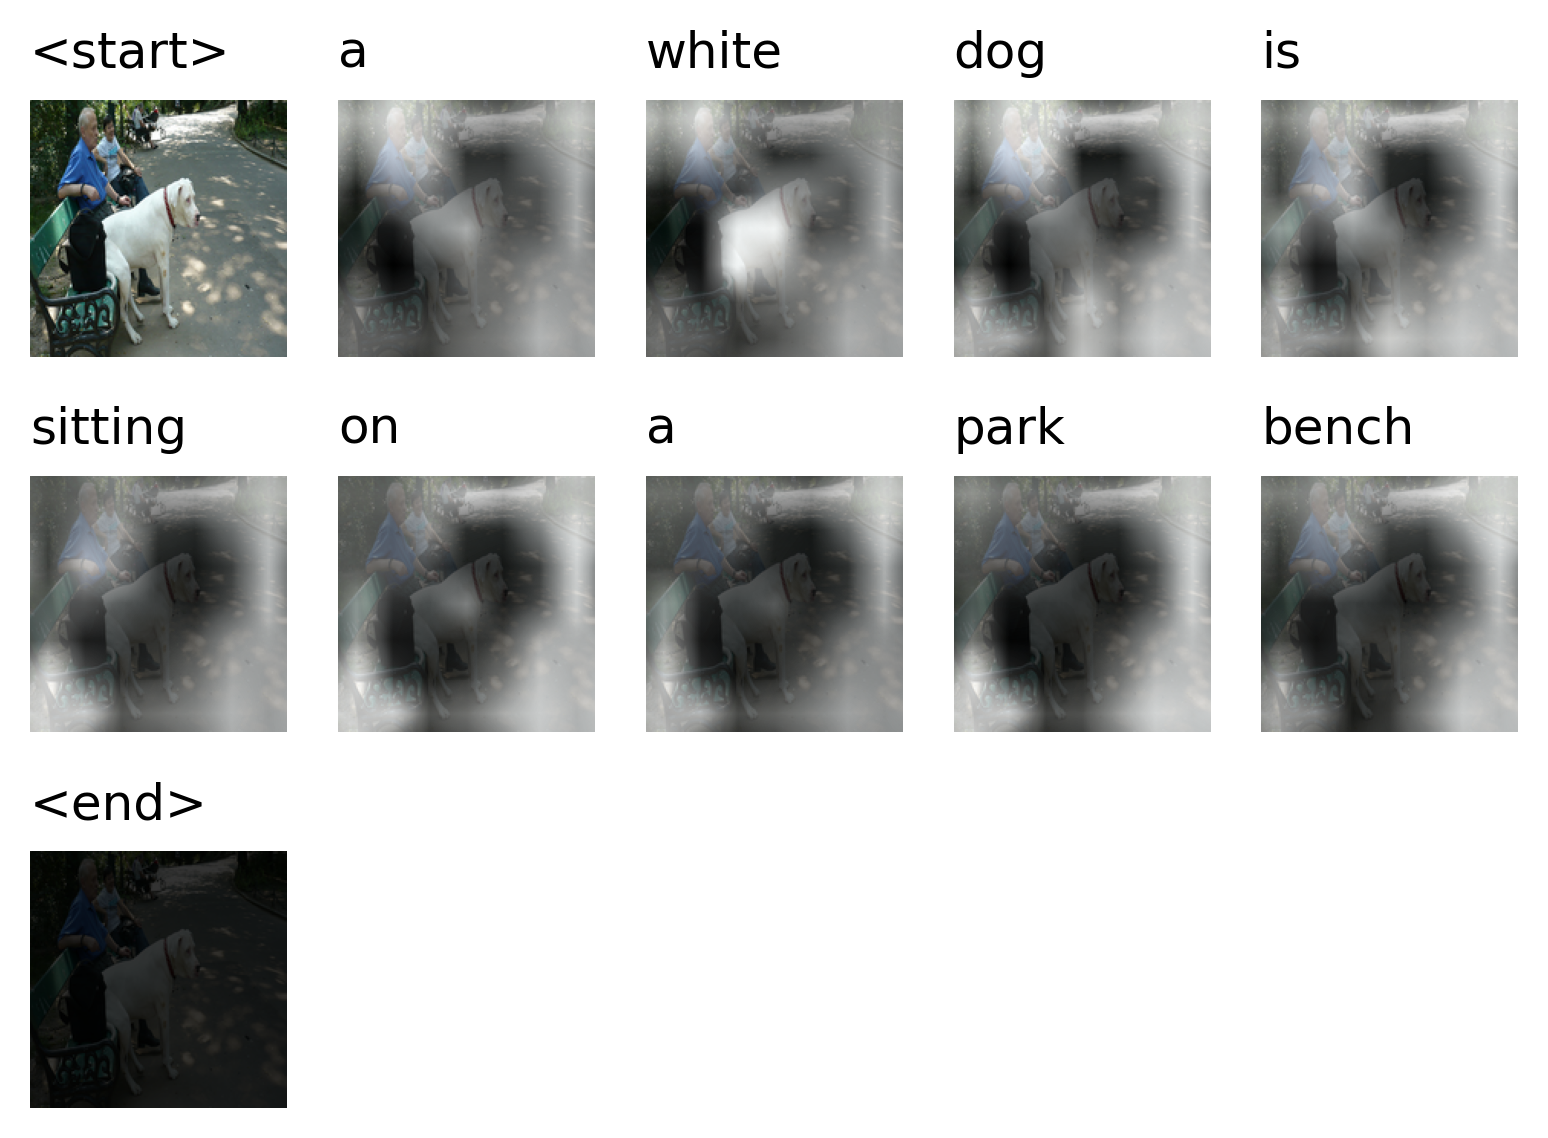 <start> a white dog is
sitting on a park bench
<end>